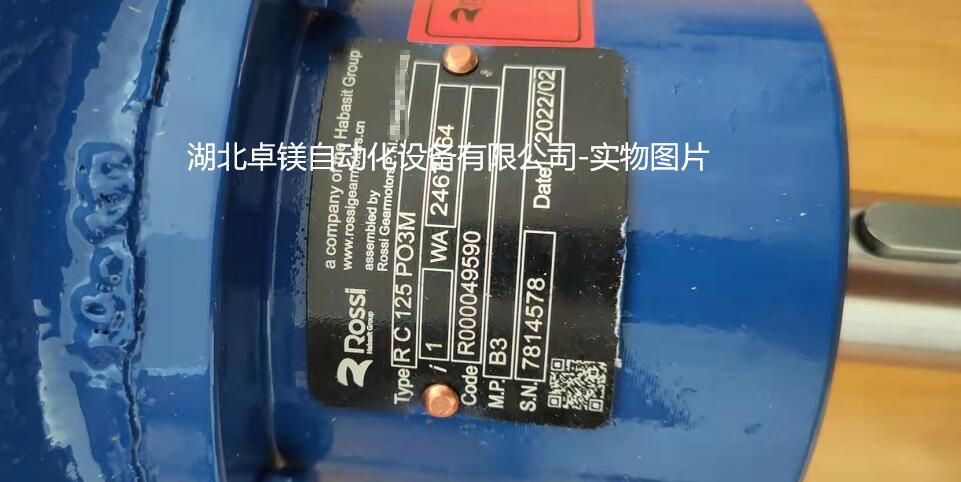 湖北卓镁自动化设备有限公司-实物图片
a company of the Habasit Group
www.rossigearmotors.cn
assembled by
Rossi Gearmotors
Rossi
Habasit Group
Type R C 125 PO3M
i 1 WA
Code R000049590
M.P. B3
S.N. 7814578 Date 2022/02